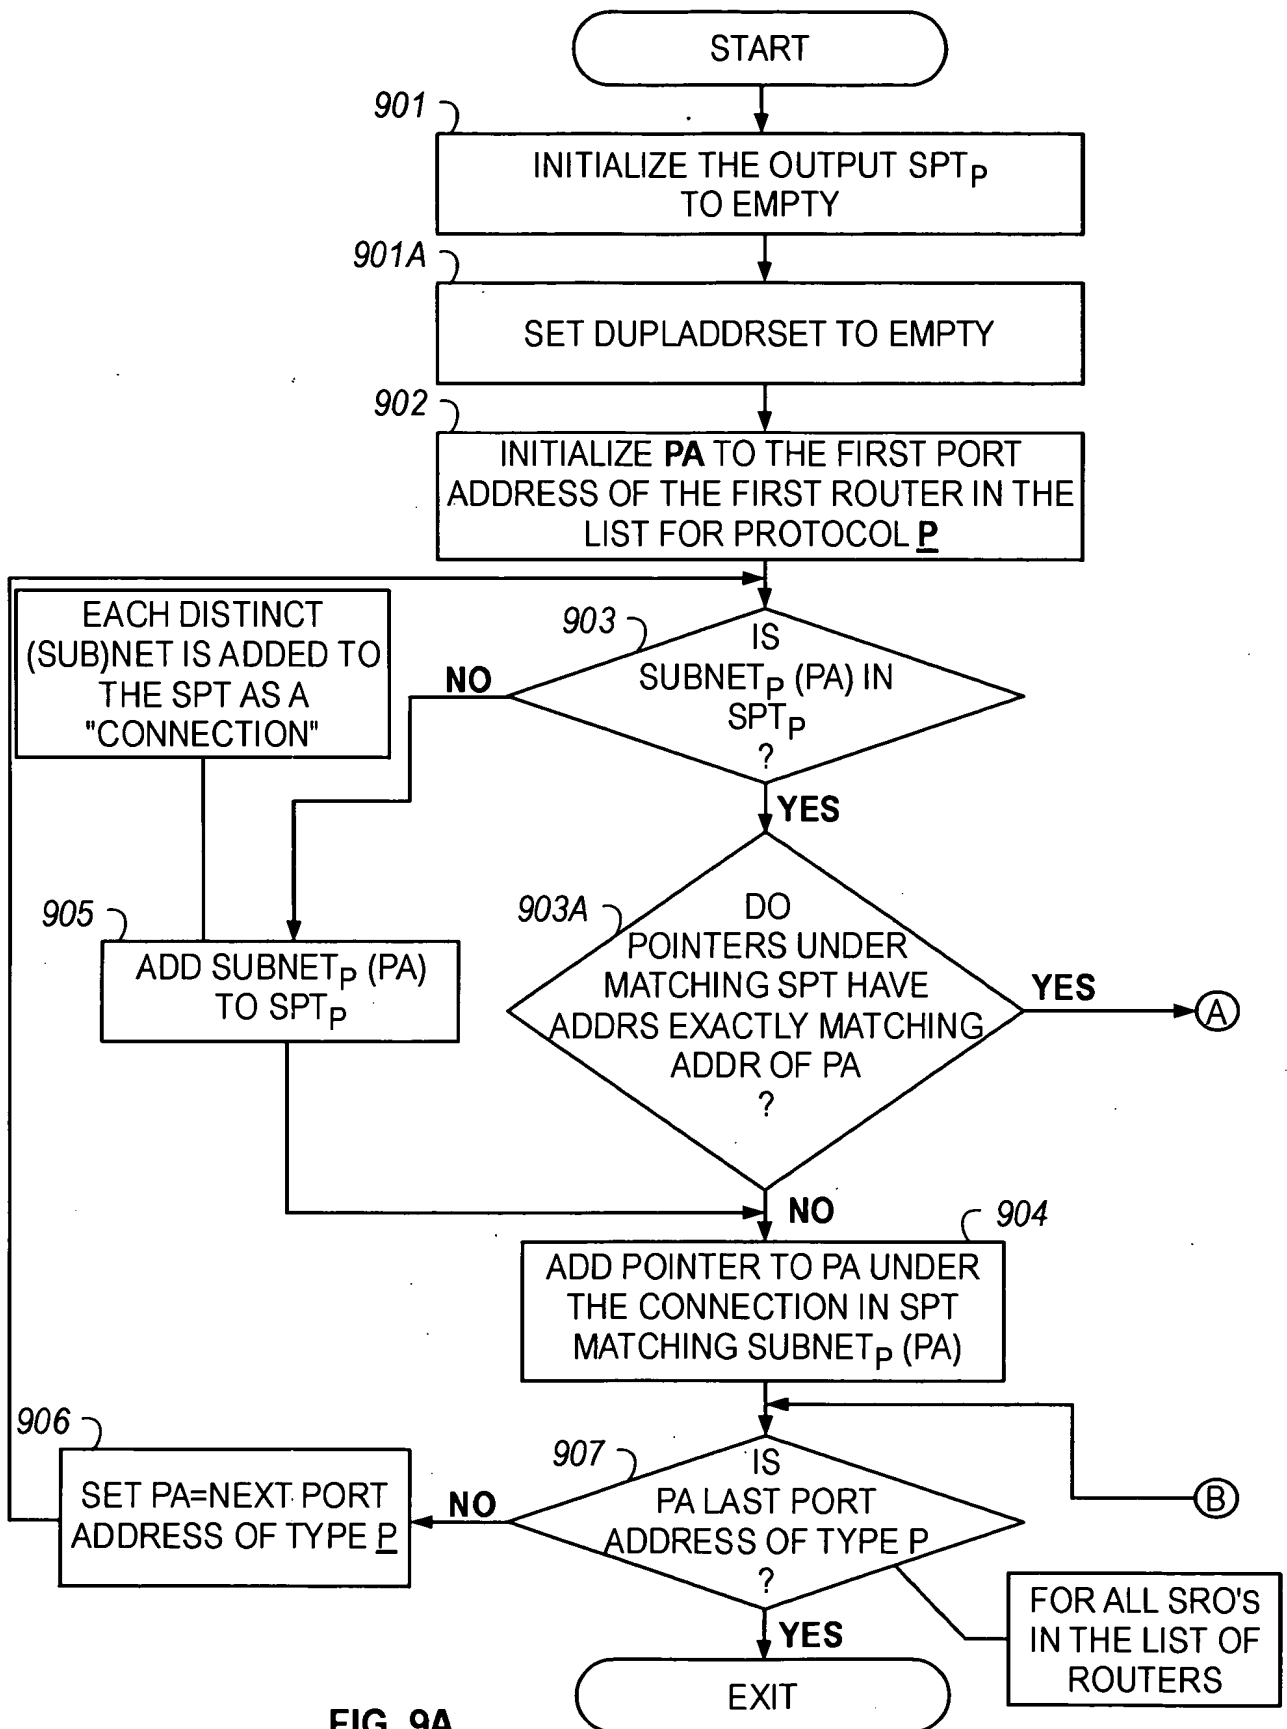 START
901
INITIALIZE THE OUTPUT SPTP
TO EMPTY
901A
SET DUPLADDRSET TO EMPTY
902
INITIALIZE PA TO THE FIRST PORT
ADDRESS OF THE FIRST ROUTER IN THE
LIST FOR PROTOCOL P
EACH DISTINCT
(SUB)NET IS ADDED TO
THE SPT AS A
"CONNECTION"
903
IS
SUBNETP (PA) IN
SPTP
?
NO
YES
905
ADD SUBNETP (PA)
TO SPTP
903A
DO
POINTERS UNDER
MATCHING SPT HAVE
ADDRS EXACTLY MATCHING
ADDR OF PA
?
YES
A
NO
904
ADD POINTER TO PA UNDER
THE CONNECTION IN SPT
MATCHING SUBNETP (PA)
906
SET PA=NEXT PORT
ADDRESS OF TYPE P
NO
907
IS
PA LAST PORT
ADDRESS OF TYPE P
?
B
YES
FOR ALL SRO'S
IN THE LIST OF
ROUTERS
EXIT
FIG. 9A